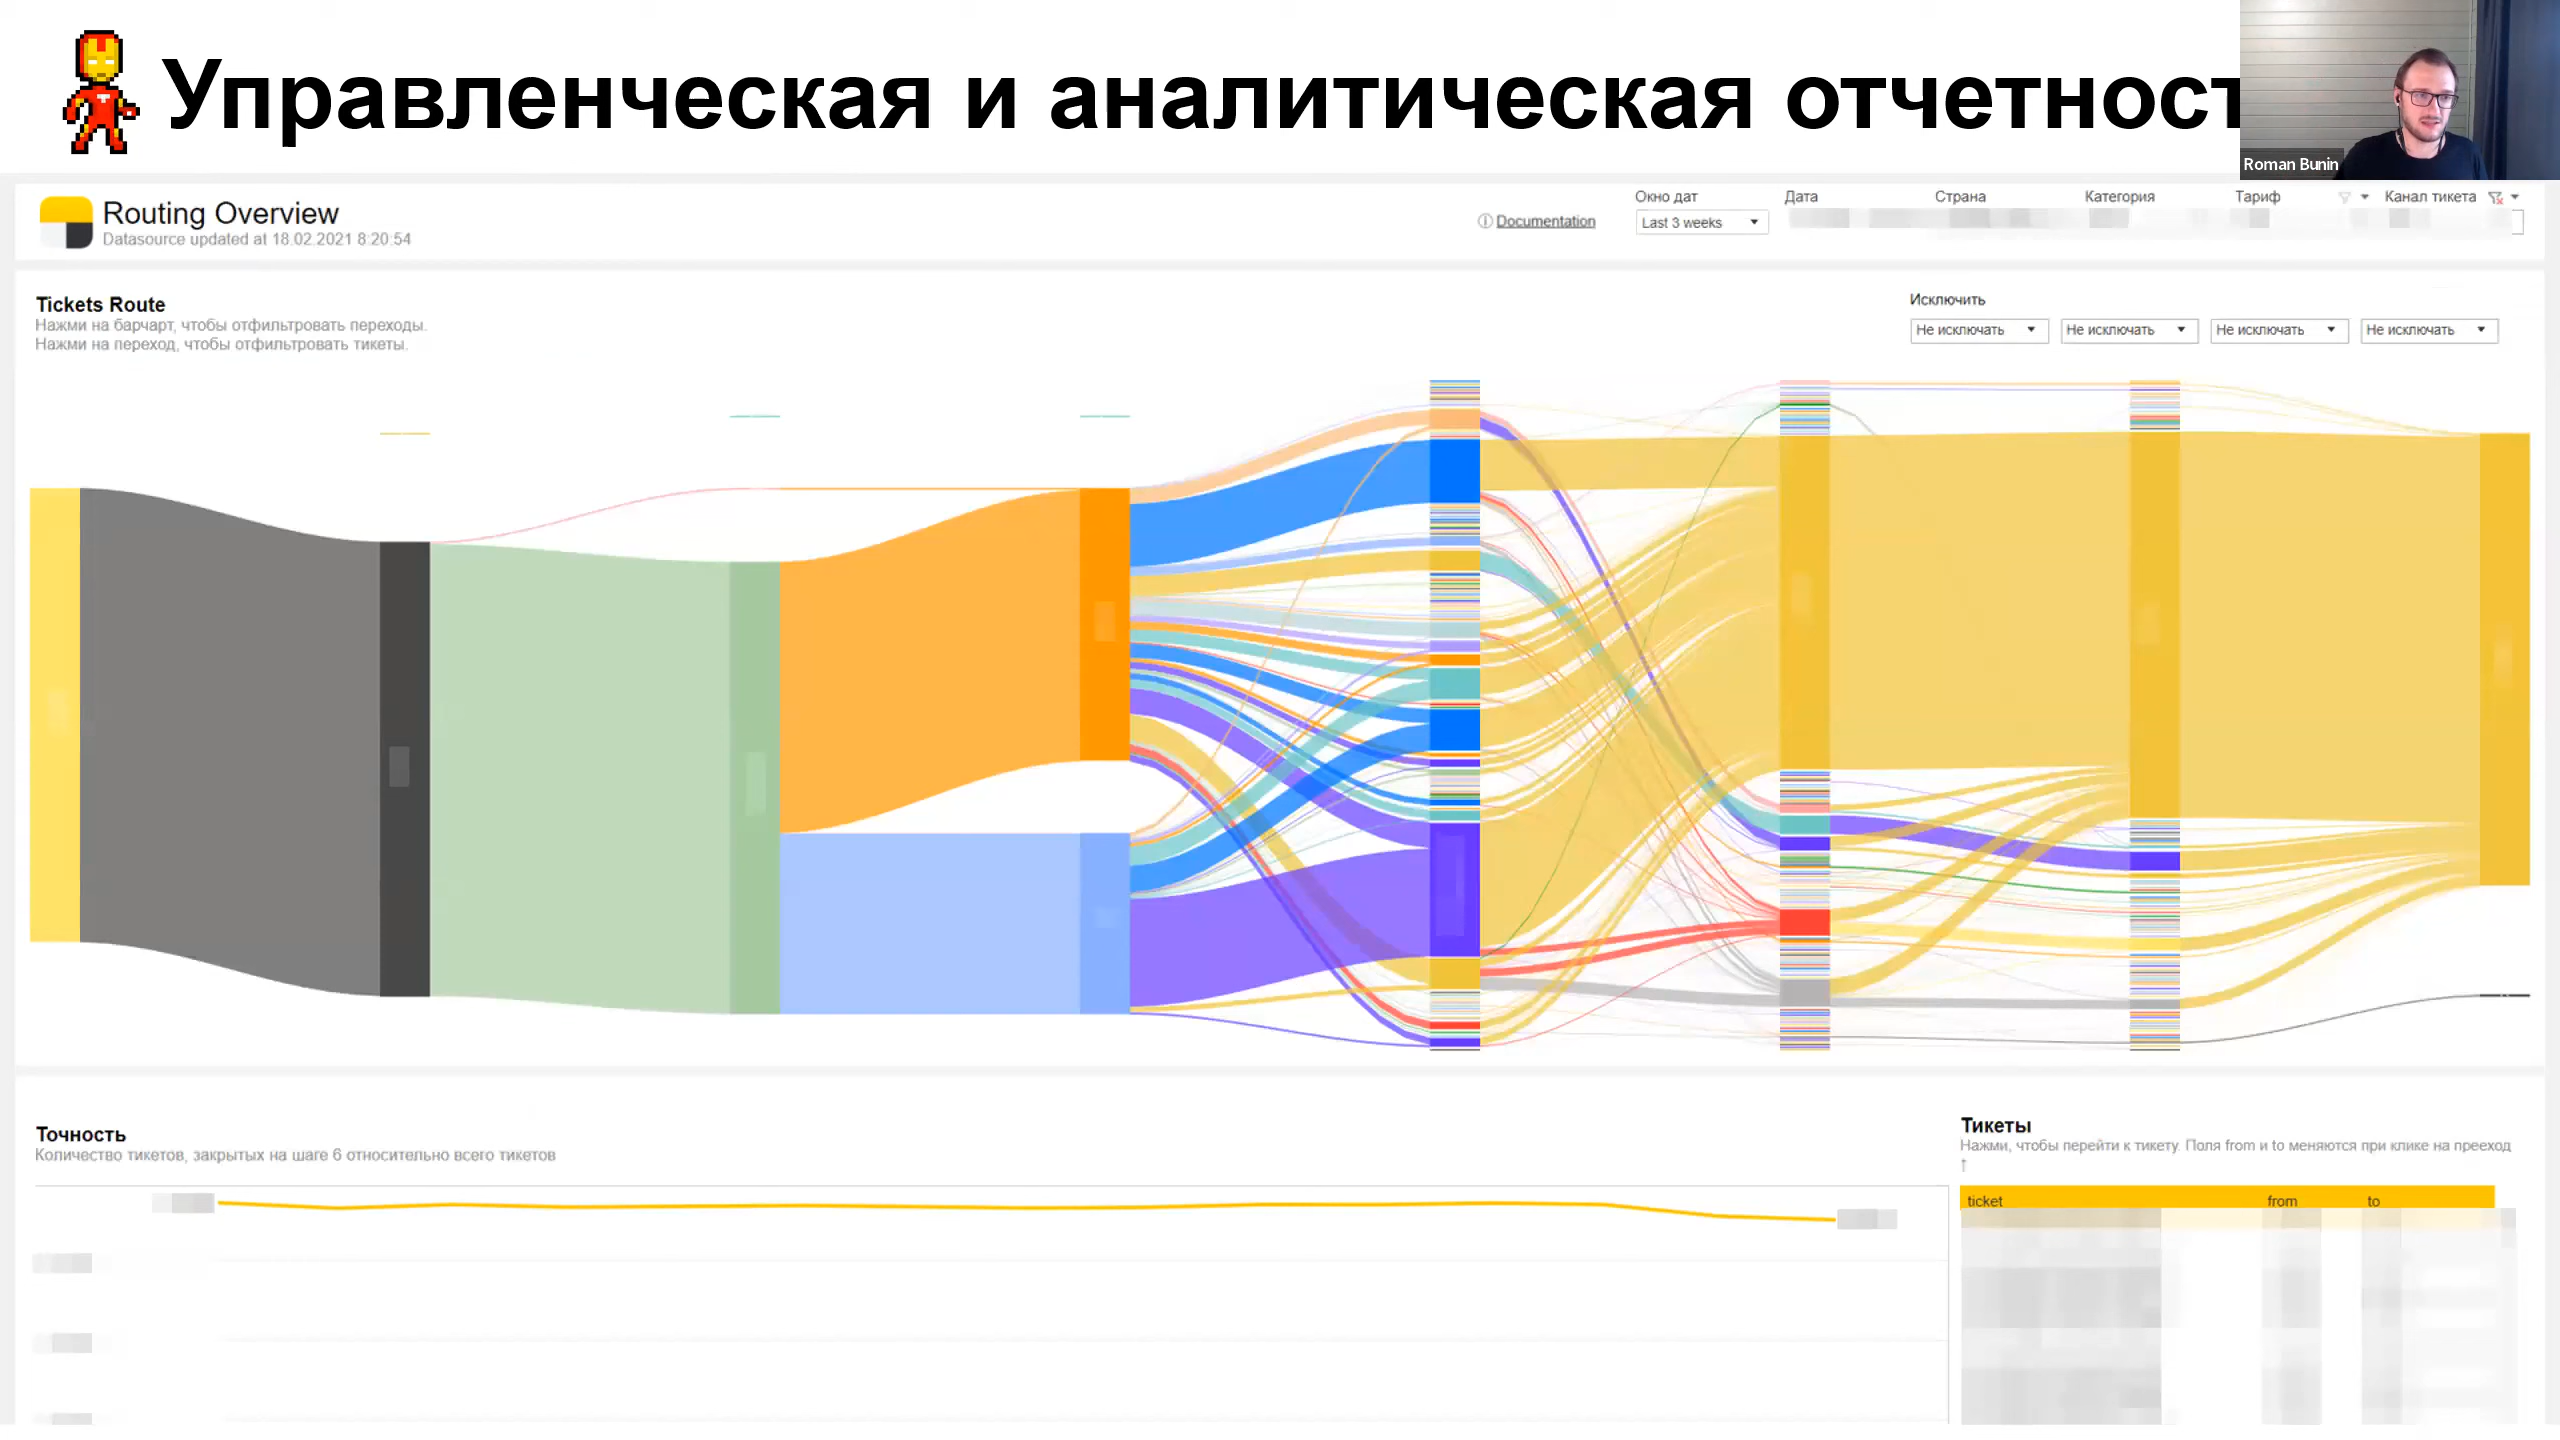 Управленческая и аналитическая отчетност
Roman Bunin
Routing Overview
Datasource updated at 18.02.2021 8:20:54
Documentation
Окно дат
Дата
Страна
Категория
Тариф
Канал тикета
Last 3 weeks
Tickets Route
Нажми на барчарт, чтобы отфильтровать переходы.
Нажми на переход, чтобы отфильтровать тикеты.
Исключить
Не исключать
Не исключать
Не исключать
Не исключать
Точность
Количество тикетов, закрытых на шаге 6 относительно всего тикетов
Тикеты
Нажми, чтобы перейти к тикету. Поля from и to меняются при клике на прееход
↑
ticket from to